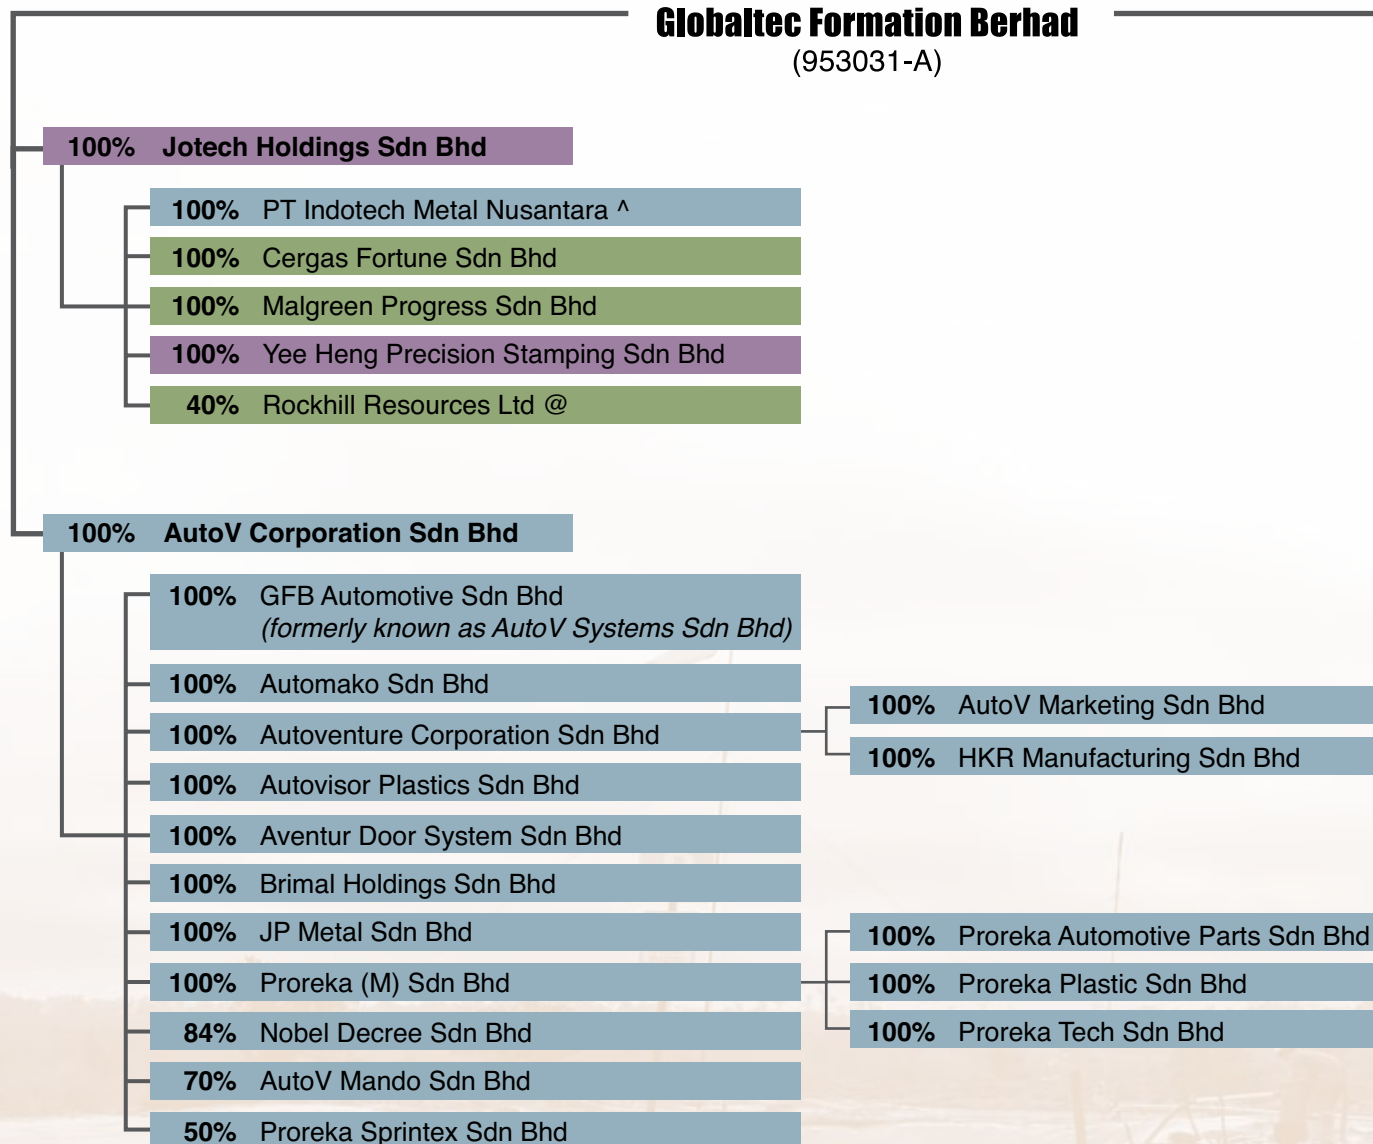 Globaltec Formation Berhad
(953031-A)
100% Jotech Holdings Sdn Bhd
100% PT Indotech Metal Nusantara ^
100% Cergas Fortune Sdn Bhd
100% Malgreen Progress Sdn Bhd
100% Yee Heng Precision Stamping Sdn Bhd
40% Rockhill Resources Ltd @
100% AutoV Corporation Sdn Bhd
100% GFB Automotive Sdn Bhd
(formerly known as AutoV Systems Sdn Bhd)
100% Automako Sdn Bhd
100% Autoventure Corporation Sdn Bhd
100% AutoV Marketing Sdn Bhd
100% HKR Manufacturing Sdn Bhd
100% Autovisor Plastics Sdn Bhd
100% Aventur Door System Sdn Bhd
100% Brimal Holdings Sdn Bhd
100% JP Metal Sdn Bhd
100% Proreka (M) Sdn Bhd
100% Proreka Automotive Parts Sdn Bhd
100% Proreka Plastic Sdn Bhd
100% Proreka Tech Sdn Bhd
84% Nobel Decree Sdn Bhd
70% AutoV Mando Sdn Bhd
50% Proreka Sprintex Sdn Bhd